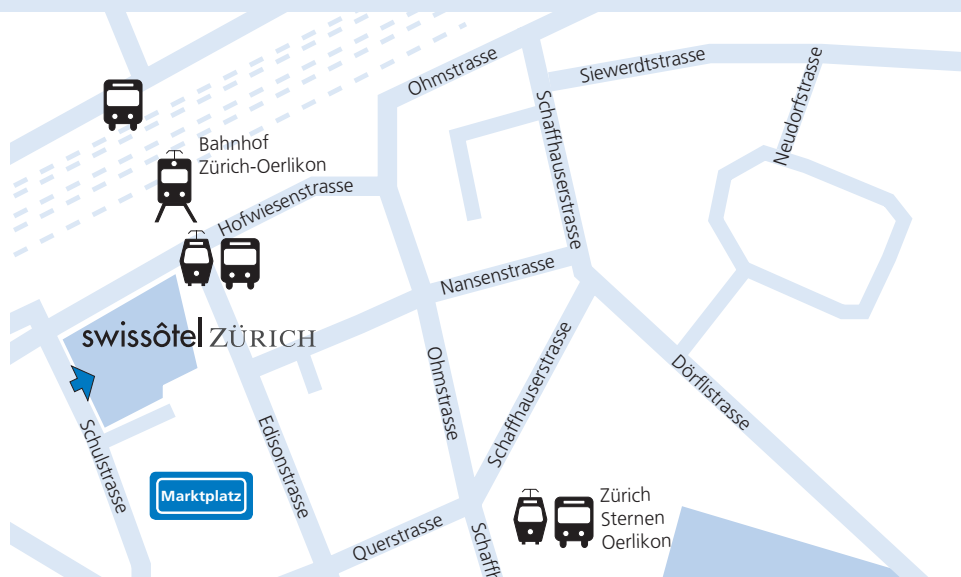 Ohmstrasse
Siewerdtstrasse
Neudorfstrasse
Schaffhauserstrasse
Bahnhof
Zürich-Oerlikon
Hofwiesenstrasse
Nansenstrasse
swissôtel ZÜRICH
Ohmstrasse
Schaffhauserstrasse
Dörflistrasse
Schulstrasse
Edisonstrasse
Marktplatz
Querstrasse
Zürich
Sternen
Oerlikon